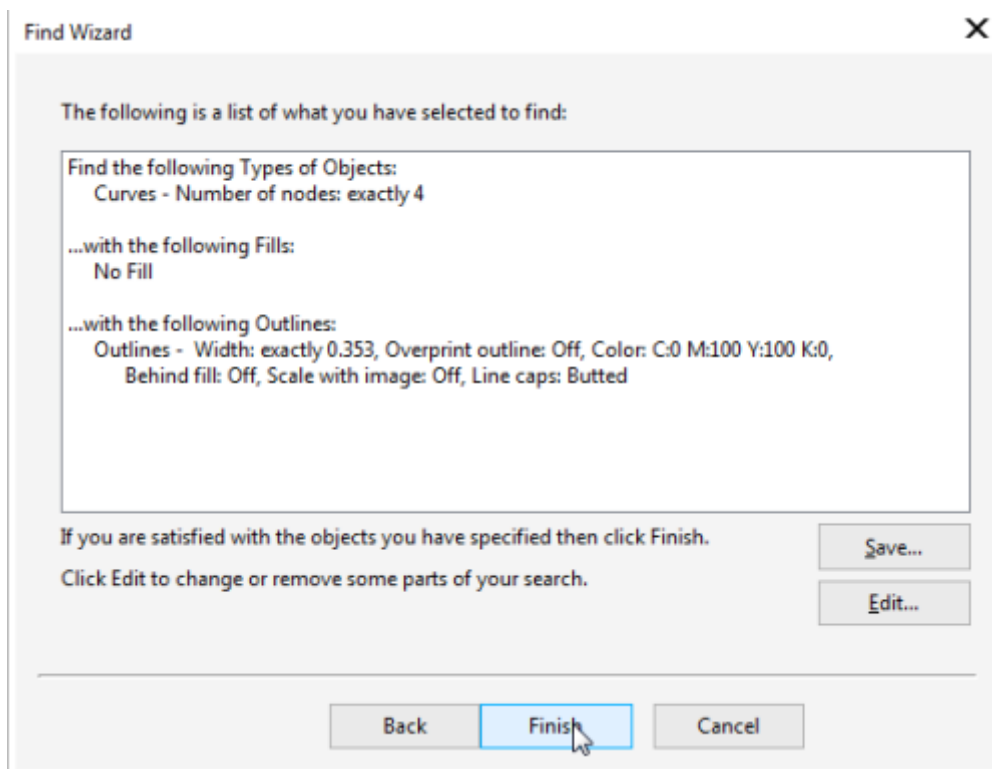 Find Wizard
The following is a list of what you have selected to find:
Find the following Types of Objects:
Curves - Number of nodes: exactly 4
...with the following Fills:
No Fill
...with the following Outlines:
Outlines -  Width: exactly 0.353, Overprint outline: Off, Color: C:0 M:100 Y:100 K:0,
Behind fill: Off, Scale with image: Off, Line caps: Butted
If you are satisfied with the objects you have specified then click Finish.
Save...
Click Edit to change or remove some parts of your search.
Edit...
Back
Finish
Cancel